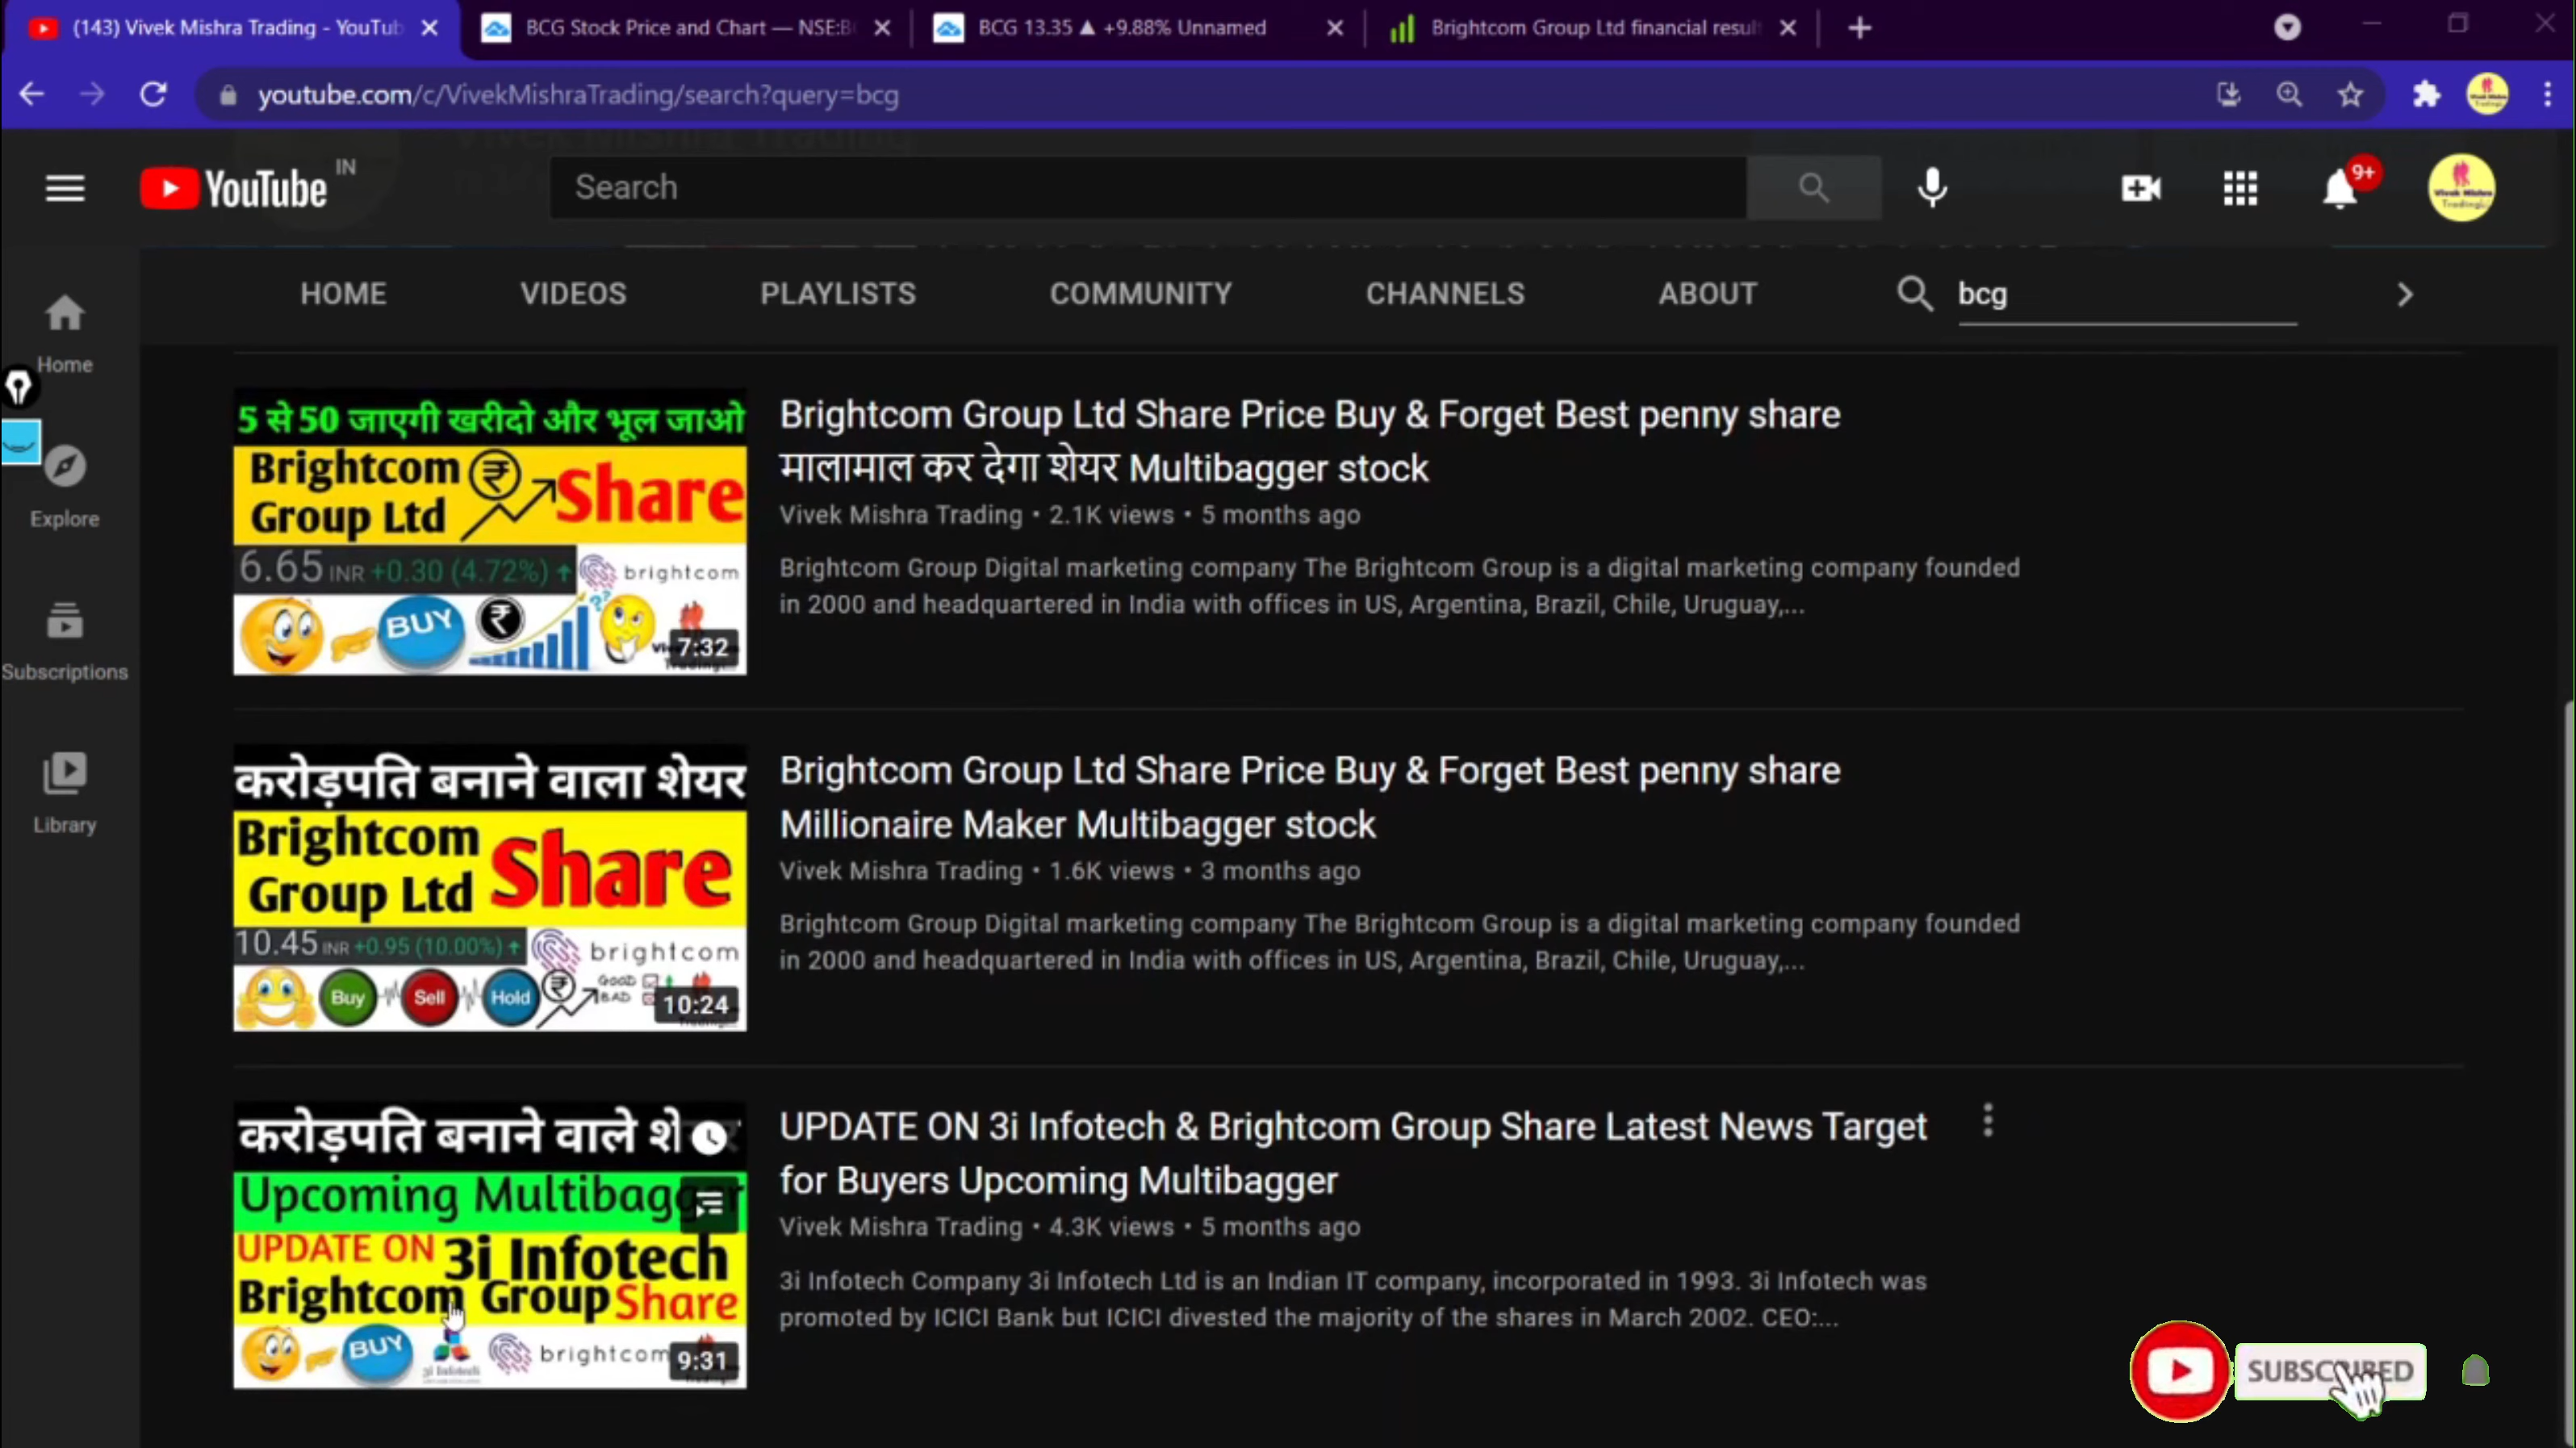 (143) Vivek Mishra Trading - YouTub
BCG Stock Price and Chart — NSE:B
BCG 13.35 ▲ +9.88% Unnamed
Brightcom Group Ltd financial resul
youtube.com/c/VivekMishraTrading/search?query=bcg
YouTube IN
Search
9+
HOME VIDEOS PLAYLISTS COMMUNITY CHANNELS ABOUT bcg
Home
Explore
Subscriptions
Library
5 से 50 जाएगी खरीदो और भूल जाओ
Brightcom
Group Ltd
Share
6.65 INR +0.30 (4.72%) ↑
brightcom
BUY
7:32
Brightcom Group Ltd Share Price Buy & Forget Best penny share
मालामाल कर देगा शेयर Multibagger stock
Vivek Mishra Trading • 2.1K views • 5 months ago
Brightcom Group Digital marketing company The Brightcom Group is a digital marketing company founded
in 2000 and headquartered in India with offices in US, Argentina, Brazil, Chile, Uruguay,...
करोड़पति बनाने वाला शेयर
Brightcom
Group Ltd
Share
10.45 INR +0.95 (10.00%) ↑
brightcom
Buy Sell Hold
GOOD
BAD
10:24
Brightcom Group Ltd Share Price Buy & Forget Best penny share
Millionaire Maker Multibagger stock
Vivek Mishra Trading • 1.6K views • 3 months ago
Brightcom Group Digital marketing company The Brightcom Group is a digital marketing company founded
in 2000 and headquartered in India with offices in US, Argentina, Brazil, Chile, Uruguay,...
करोड़पति बनाने वाले
Upcoming Multibagger
UPDATE ON 3i Infotech
Brightcom Group Share
BUY
3i Infotech
brightcom
9:31
UPDATE ON 3i Infotech & Brightcom Group Share Latest News Target
for Buyers Upcoming Multibagger
Vivek Mishra Trading • 4.3K views • 5 months ago
3i Infotech Company 3i Infotech Ltd is an Indian IT company, incorporated in 1993. 3i Infotech was
promoted by ICICI Bank but ICICI divested the majority of the shares in March 2002. CEO:...
SUBSCRIBED